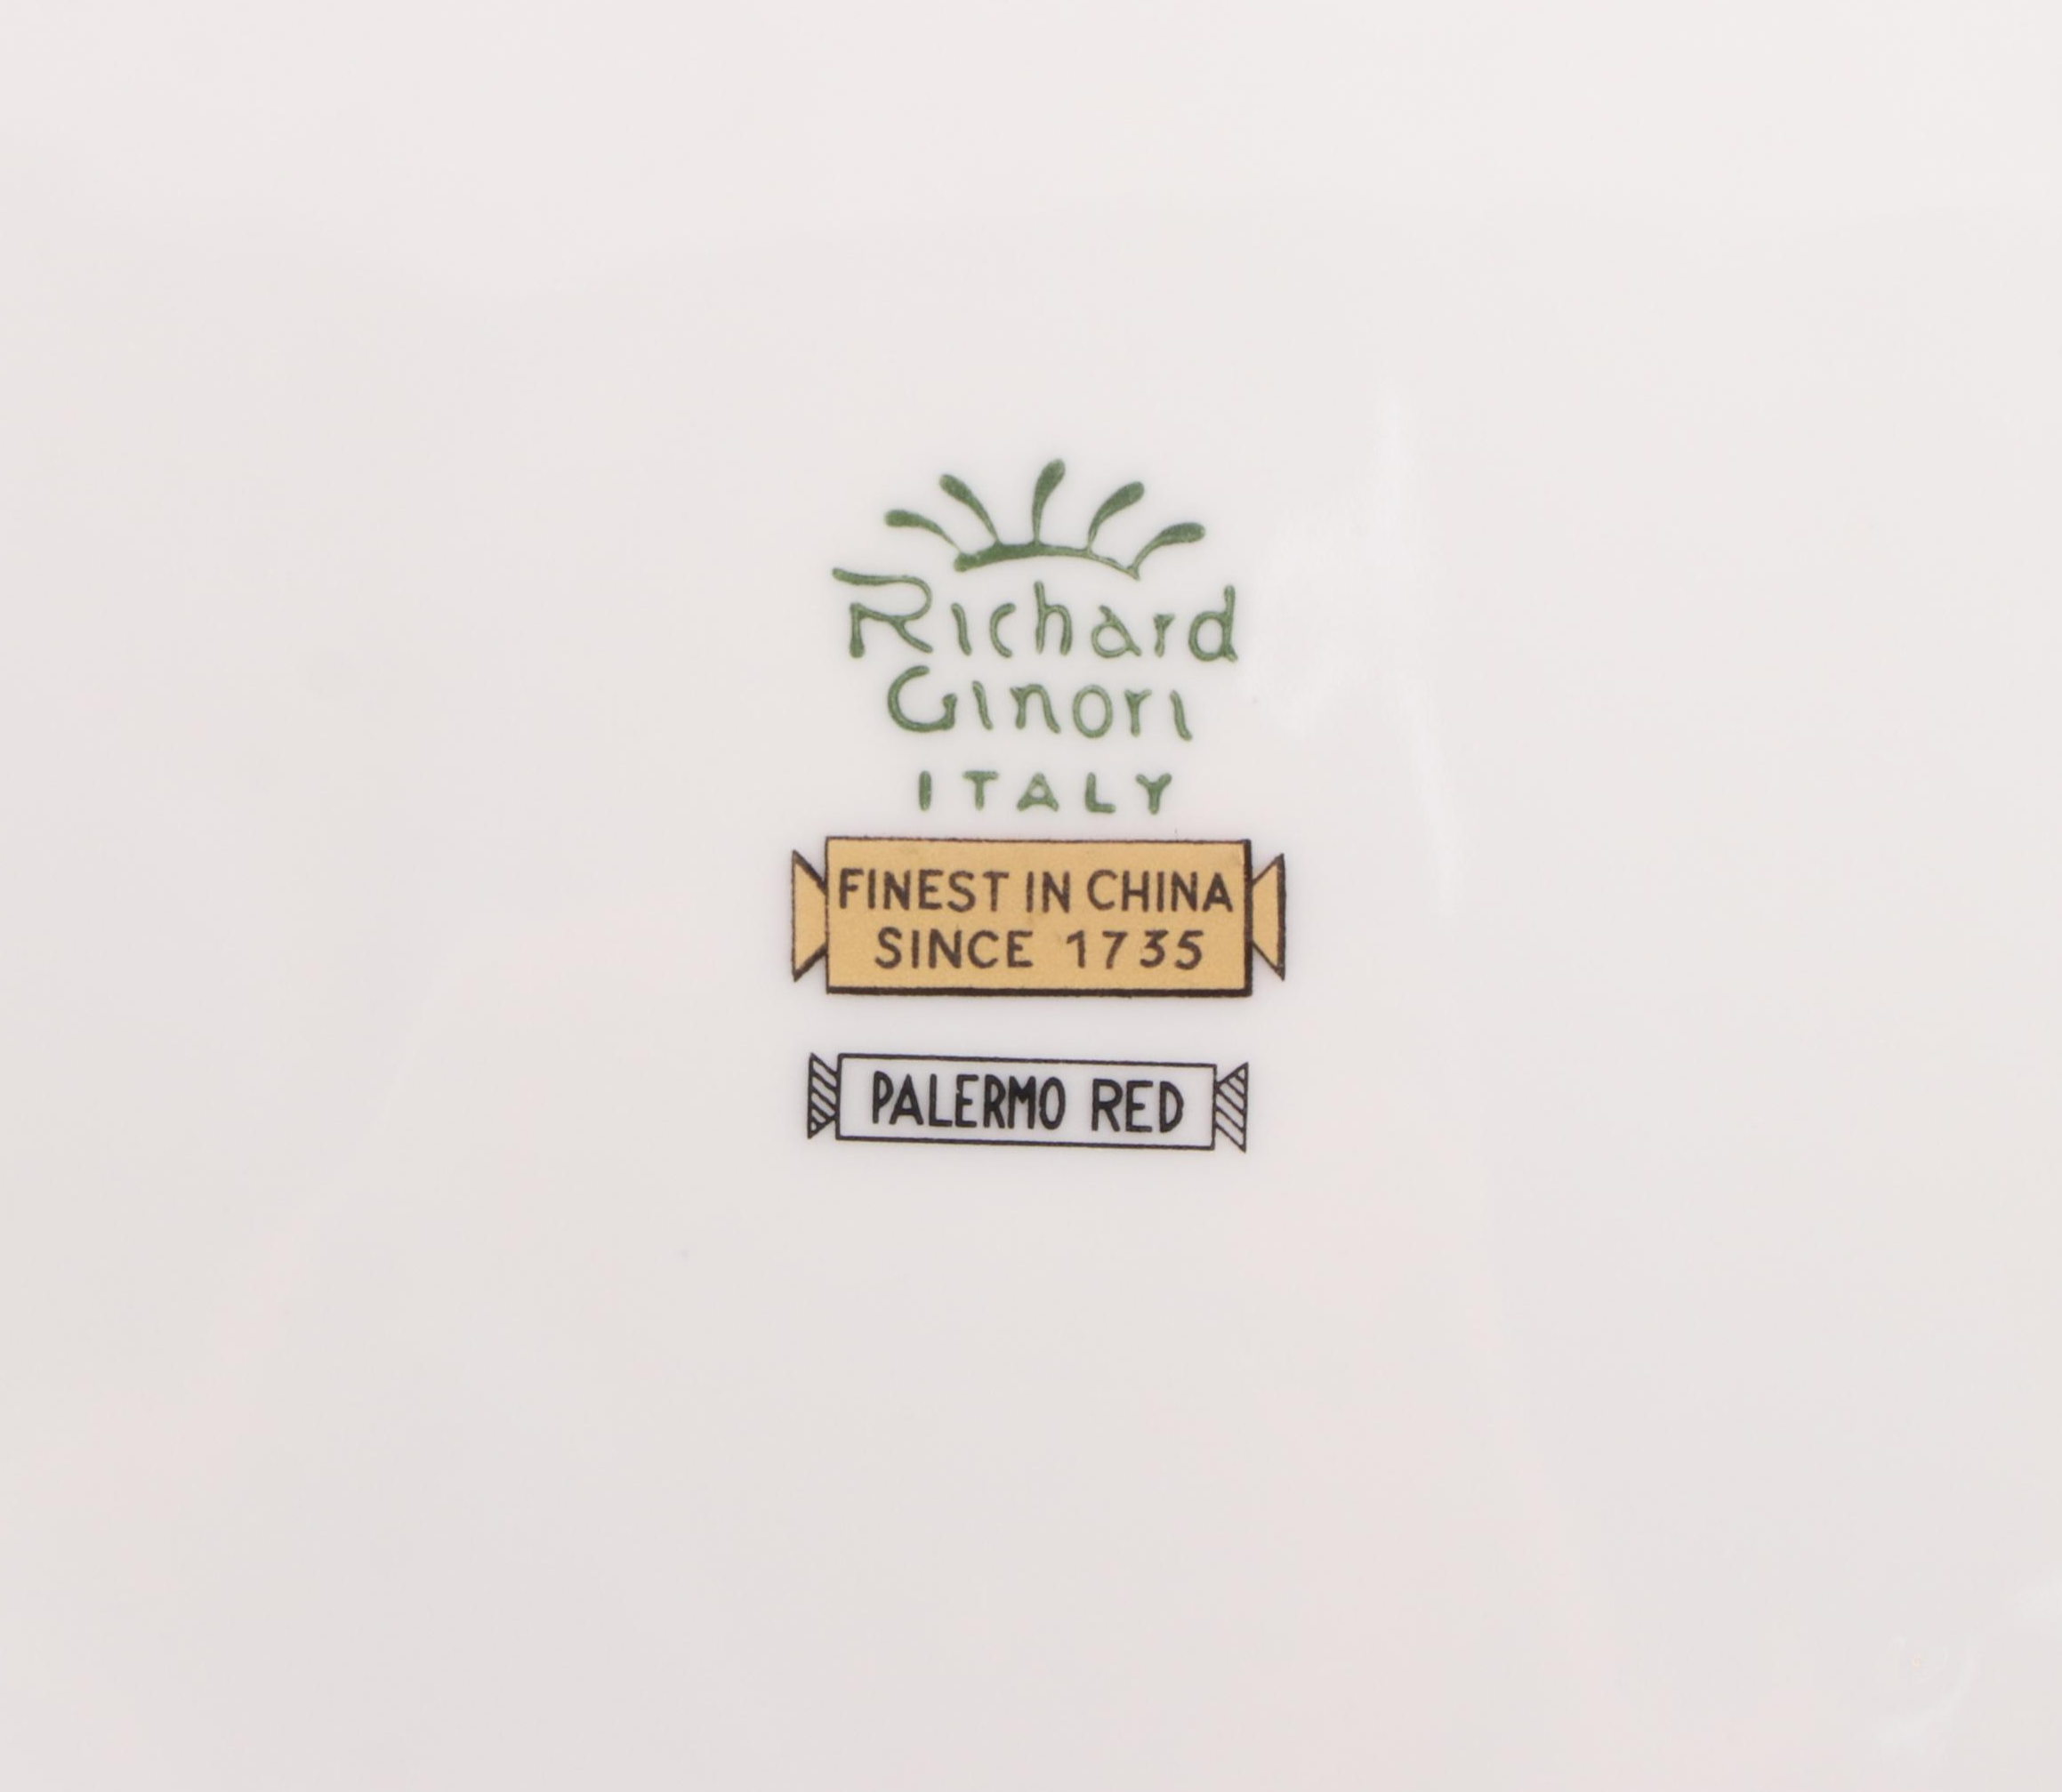 Richard
Ginori
ITALY
FINEST IN CHINA
SINCE 1735
PALERMO RED